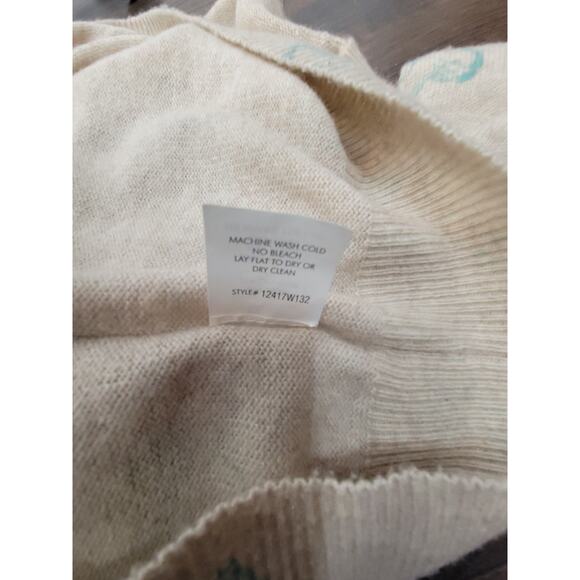 MACHINE WASH COLD
NO BLEACH
LAY FLAT TO DRY OR
DRY CLEAN
STYLE# 12417W132